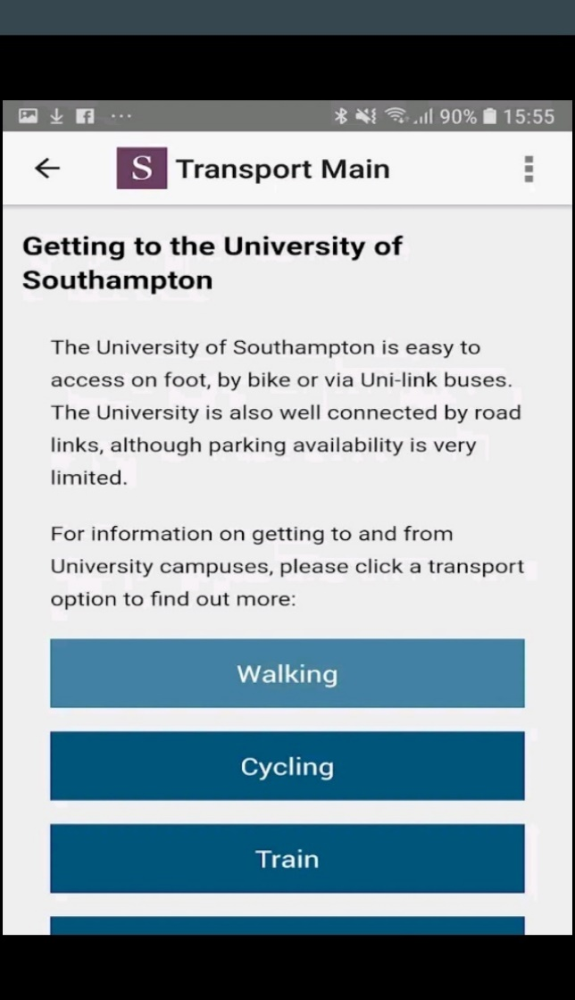 90% 15:55
S Transport Main
Getting to the University of
Southampton
The University of Southampton is easy to
access on foot, by bike or via Uni-link buses.
The University is also well connected by road
links, although parking availability is very
limited.
For information on getting to and from
University campuses, please click a transport
option to find out more:
Walking
Cycling
Train